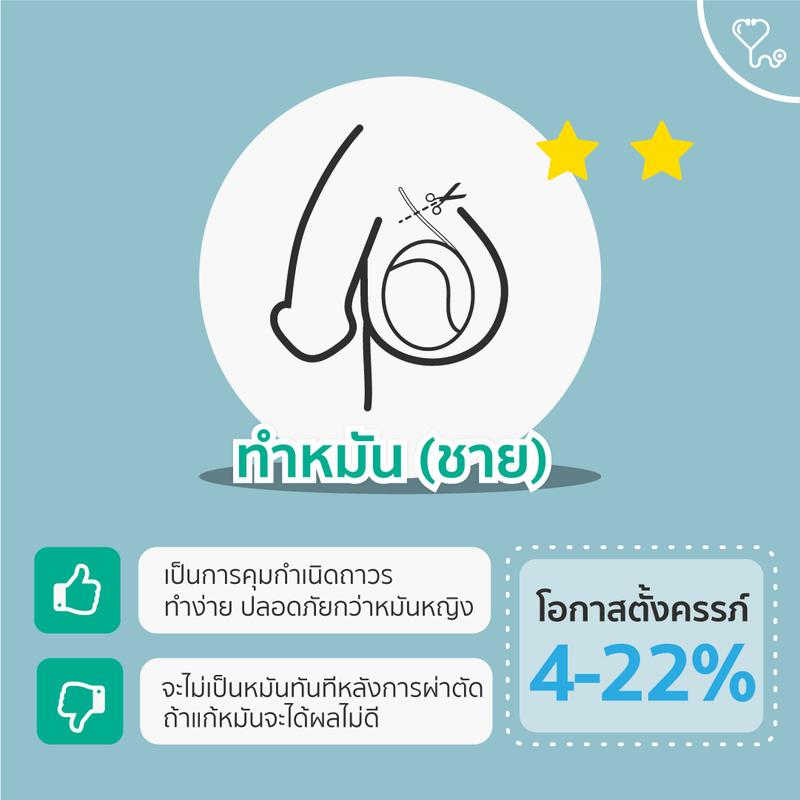 ทำหมัน (ชาย)
เป็นการคุมกำเนิดถาวร
ทำง่าย ปลอดภัยกว่าหมันหญิง
จะไม่เป็นหมันทันทีหลังการผ่าตัด
ถ้าแก้หมันจะได้ผลไม่ดี
โอกาสตั้งครรภ์
4-22%